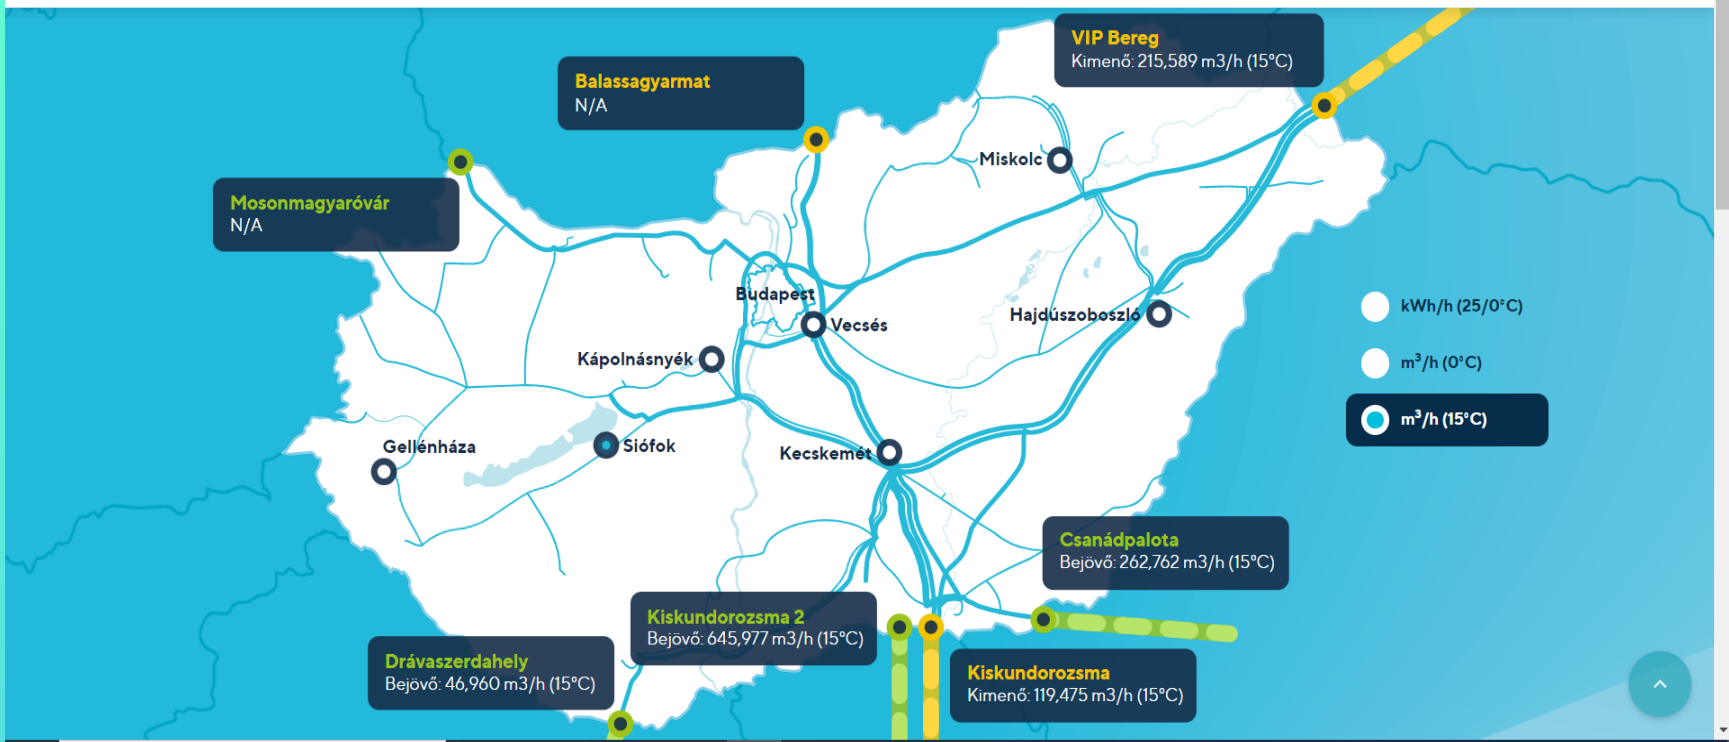 VIP Bereg
Kimenő: 215,589 m3/h (15°C)
Balassagyarmat
N/A
Miskolc
Mosonmagyaróvár
N/A
Budapest
Vecsés
Hajdúszoboszló
kWh/h (25/0°C)
Kápolnásnyék
m³/h (0°C)
m³/h (15°C)
Gellénháza
Siófok
Kecskemét
Csanádpalota
Bejövő: 262,762 m3/h (15°C)
Kiskundorozsma 2
Bejövő: 645,977 m3/h (15°C)
Drávaszerdahely
Bejövő: 46,960 m3/h (15°C)
Kiskundorozsma
Kimenő: 119,475 m3/h (15°C)